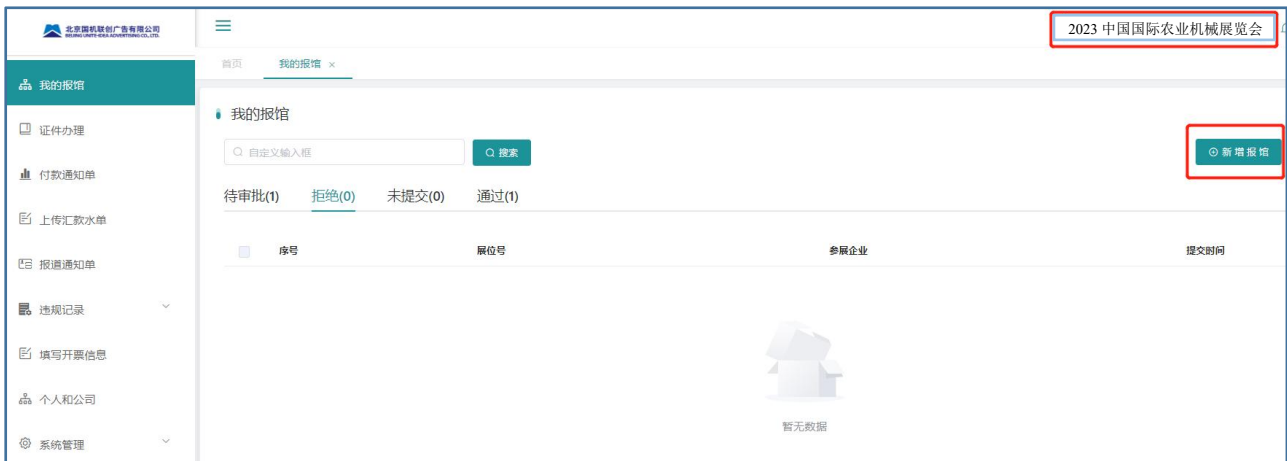 北京国机联创广告有限公司
BEIJING UNITE-IDEA ADVERTISING CO., LTD.
2023 中国国际农业机械展览会
首页
我的报馆 ×
我的报馆
证件办理
付款通知单
上传汇款水单
报道通知单
违规记录
填写开票信息
个人和公司
系统管理
我的报馆
自定义输入框
搜索
新增报馆
待审批(1)
拒绝(0)
未提交(0)
通过(1)
序号
展位号
参展企业
提交时间
暂无数据